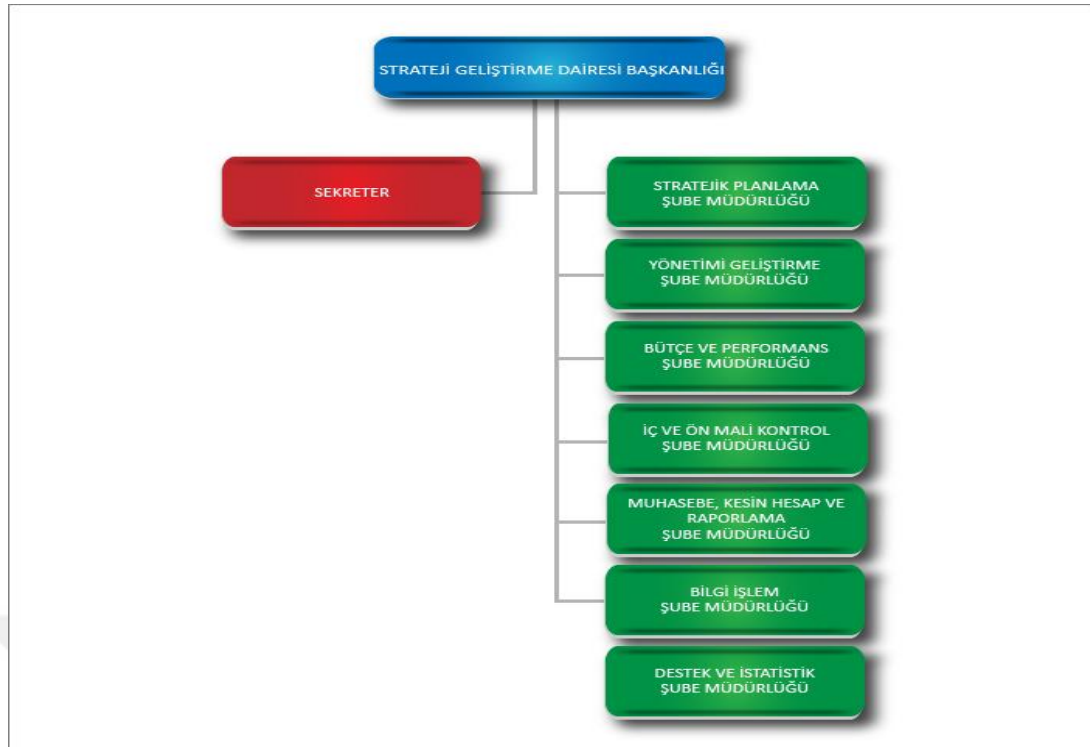 STRATEJİ GELİŞTİRME DAİRESİ BAŞKANLIĞI
SEKRETER
STRATEJİK PLANLAMA
ŞUBE MÜDÜRLÜĞÜ
YÖNETİMİ GELİŞTİRME
ŞUBE MÜDÜRLÜĞÜ
BÜTÇE VE PERFORMANS
ŞUBE MÜDÜRLÜĞÜ
İÇ VE ÖN MALİ KONTROL
ŞUBE MÜDÜRLÜĞÜ
MUHASEBE, KESİN HESAP VE
RAPORLAMA
ŞUBE MÜDÜRLÜĞÜ
BİLGİ İŞLEM
ŞUBE MÜDÜRLÜĞÜ
DESTEK VE İSTATİSTİK
ŞUBE MÜDÜRLÜĞÜ